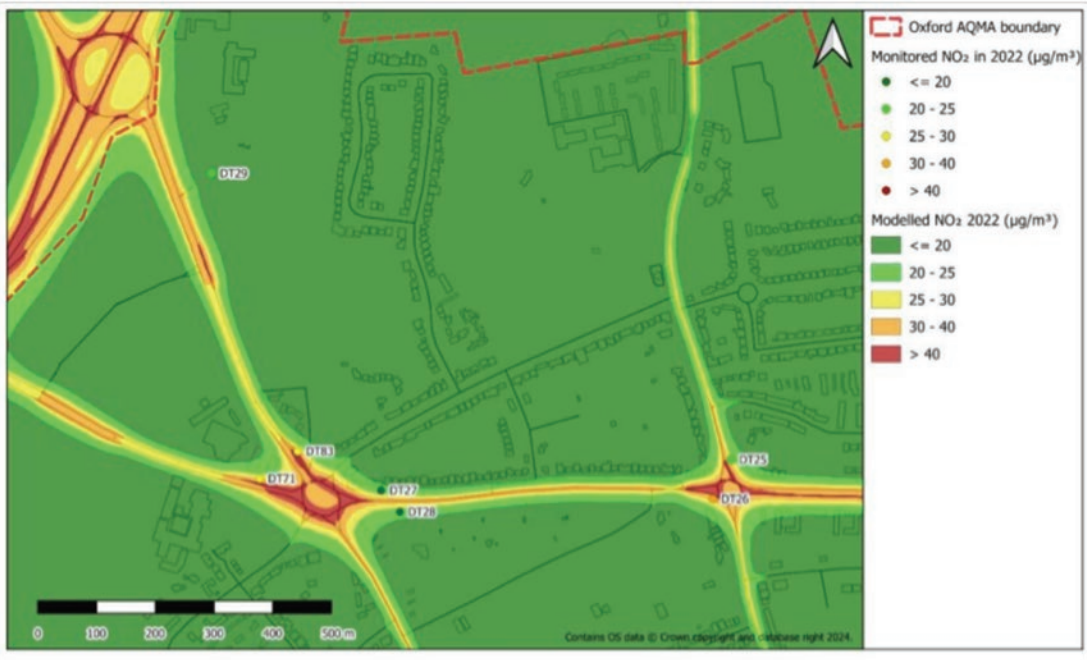 Oxford AQMA boundary
Monitored NO₂ in 2022 (µg/m³)
<= 20
20 - 25
25 - 30
30 - 40
> 40
Modelled NO₂ 2022 (µg/m³)
<= 20
20 - 25
25 - 30
30 - 40
> 40
DT29
DT83
DT71
DT27
DT28
DT25
DT26
0 100 200 300 400 500 m
Contains OS data © Crown copyright and database right 2024.